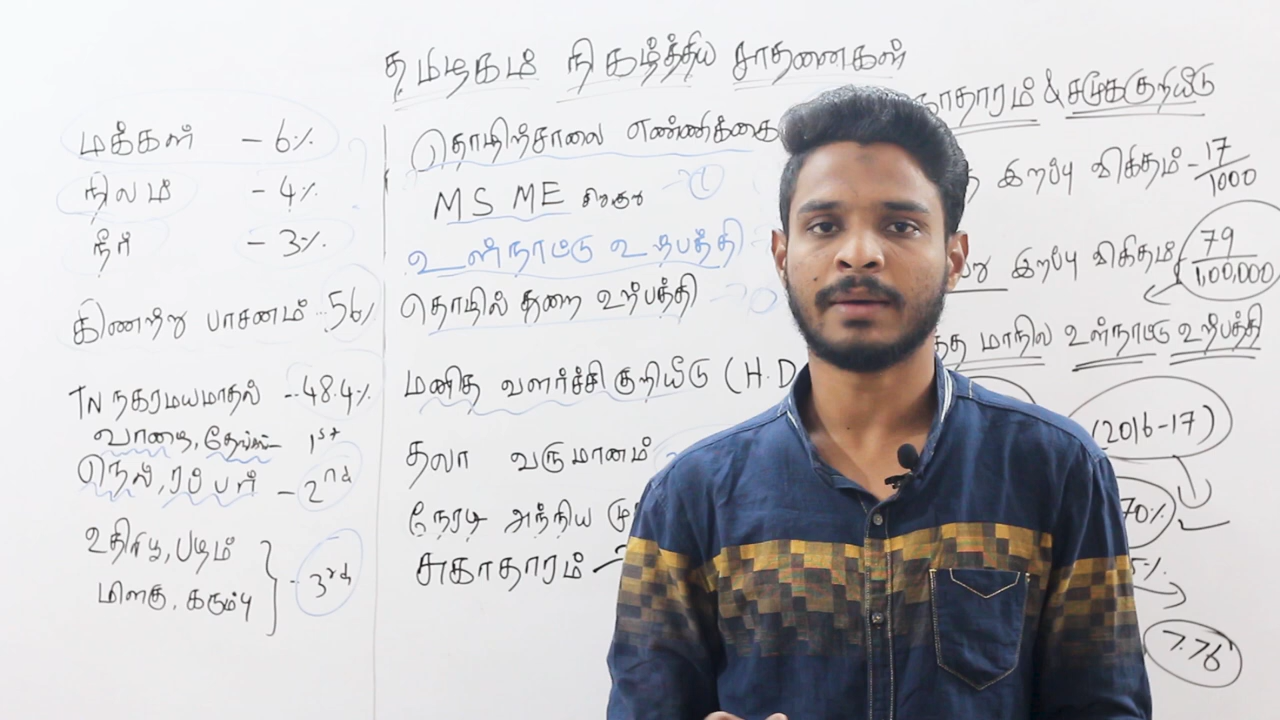 தமிழகம் நிகழ்த்திய சாதனைகள்
மக்கள் - 6%
நிலம் - 4%
நீர் - 3%
கிணற்று பாசனம் 56%
TN நகரமயமாதல் - 48.4%
வாழை, தேங்காய் 1st
நெல், ரப்பர் - 2nd
உதிரிபூ, பழம்
மிளகு, கரும்பு } - 3rd
தொழிற்சாலை எண்ணிக்கை
MSME
உள்நாட்டு உற்பத்தி
தொழில் துறை உற்பத்தி
மனித வளர்ச்சி குறியீடு (H.D
தலா வருமானம்
நேரடி அந்நிய
சுகாதாரம்
& சமூக குறியீடு
இறப்பு விகிதம் - 17/1000
இறப்பு விகிதம் 79/1,00,000
மாநில உள்நாட்டு உற்பத்தி
(2016-17)
70%
5%
7.76